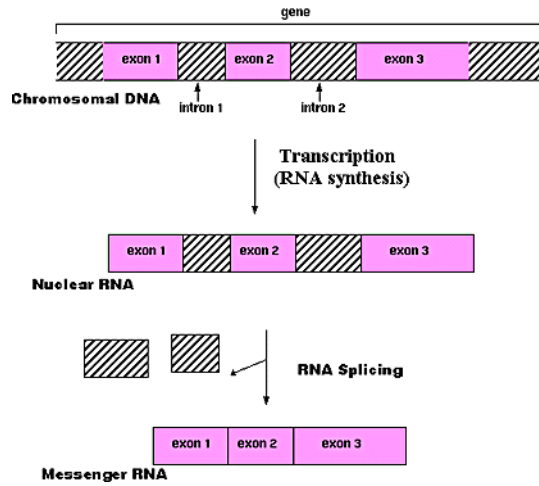 gene
exon 1 exon 2 exon 3
Chromosomal DNA
intron 1 intron 2
Transcription
(RNA synthesis)
exon 1 exon 2 exon 3
Nuclear RNA
RNA Splicing
exon 1 exon 2 exon 3
Messenger RNA